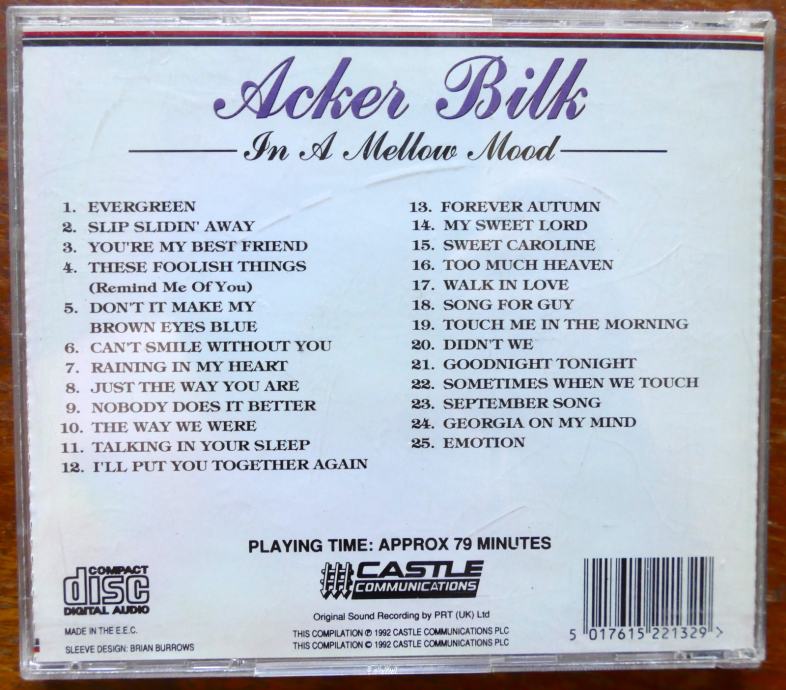 Acker Bilk
In A Mellow Mood
1. EVERGREEN
2. SLIP SLIDIN' AWAY
3. YOU'RE MY BEST FRIEND
4. THESE FOOLISH THINGS
(Remind Me Of You)
5. DON'T IT MAKE MY
BROWN EYES BLUE
6. CAN'T SMILE WITHOUT YOU
7. RAINING IN MY HEART
8. JUST THE WAY YOU ARE
9. NOBODY DOES IT BETTER
10. THE WAY WE WERE
11. TALKING IN YOUR SLEEP
12. I'LL PUT YOU TOGETHER AGAIN
13. FOREVER AUTUMN
14. MY SWEET LORD
15. SWEET CAROLINE
16. TOO MUCH HEAVEN
17. WALK IN LOVE
18. SONG FOR GUY
19. TOUCH ME IN THE MORNING
20. DIDN'T WE
21. GOODNIGHT TONIGHT
22. SOMETIMES WHEN WE TOUCH
23. SEPTEMBER SONG
24. GEORGIA ON MY MIND
25. EMOTION
PLAYING TIME: APPROX 79 MINUTES
COMPACT
disc
DIGITAL AUDIO
CASTLE
COMMUNICATIONS
Original Sound Recording by PRT (UK) Ltd
MADE IN THE E.E.C.
SLEEVE DESIGN: BRIAN BURROWS
THIS COMPILATION ℗ 1992 CASTLE COMMUNICATIONS PLC
THIS COMPILATION © 1992 CASTLE COMMUNICATIONS PLC
5 017615 221329 >